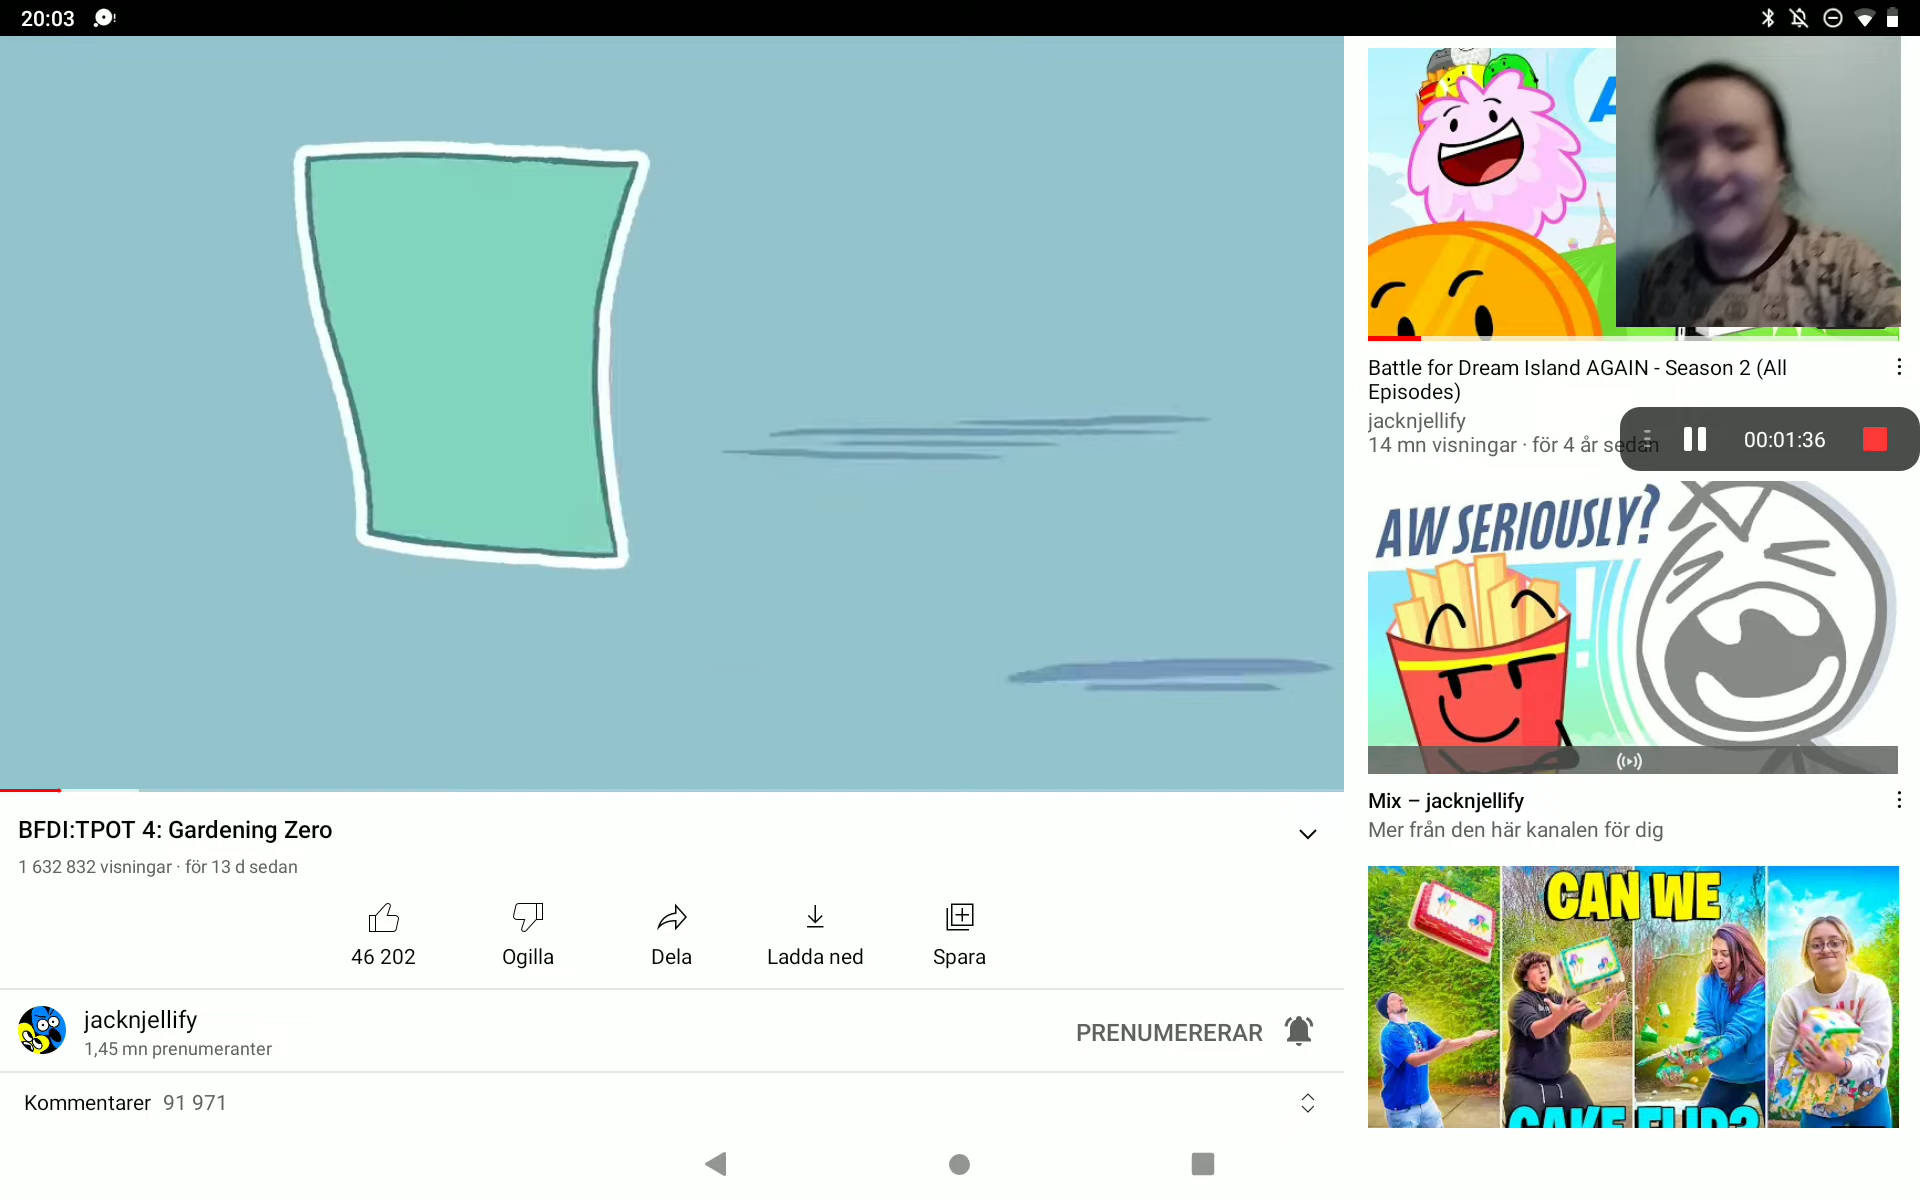 20:03
Battle for Dream Island AGAIN - Season 2 (All
Episodes)
jacknjellify
14 mn visningar · för 4 år sedan
00:01:36
AW SERIOUSLY?
Mix – jacknjellify
Mer från den här kanalen för dig
CAN WE
CAKE FLIP?
BFDI:TPOT 4: Gardening Zero
1 632 832 visningar · för 13 d sedan
46 202
Ogilla
Dela
Ladda ned
Spara
jacknjellify
1,45 mn prenumeranter
PRENUMERERAR
Kommentarer 91 971